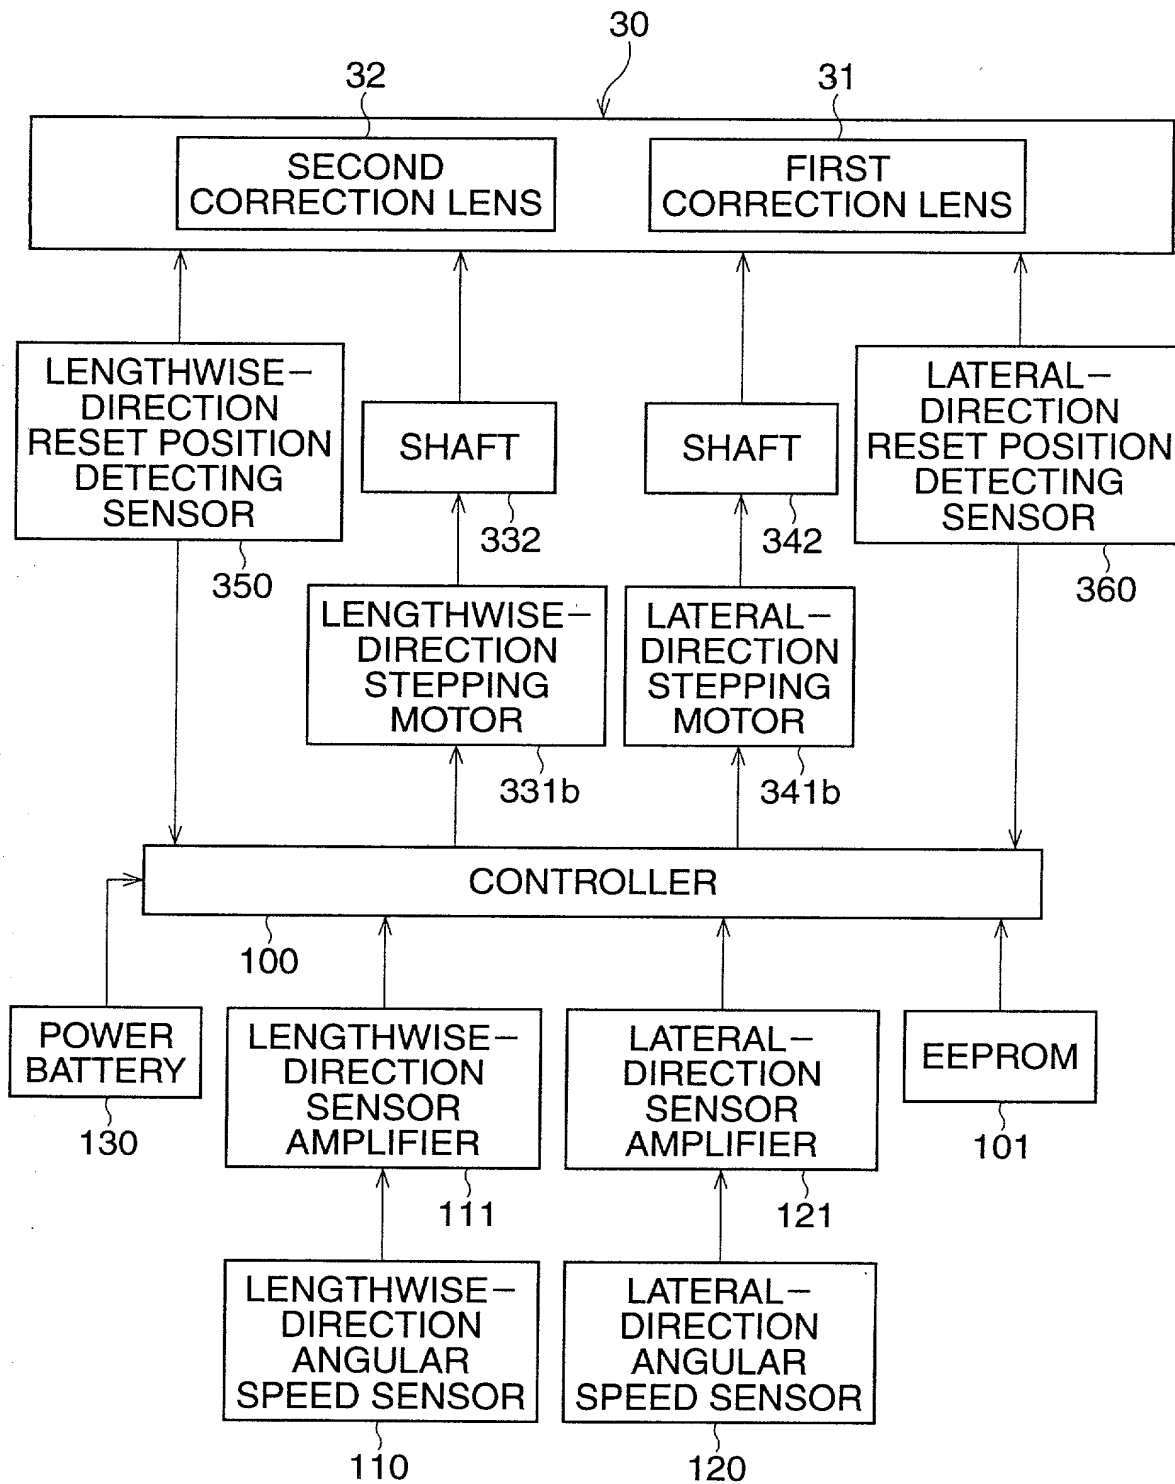 30
32
31
SECOND
CORRECTION LENS
FIRST
CORRECTION LENS
LENGTHWISE—
DIRECTION
RESET POSITION
DETECTING
SENSOR
350
SHAFT
332
SHAFT
342
LATERAL—
DIRECTION
RESET POSITION
DETECTING
SENSOR
360
LENGTHWISE—
DIRECTION
STEPPING
MOTOR
331b
LATERAL—
DIRECTION
STEPPING
MOTOR
341b
CONTROLLER
100
POWER
BATTERY
130
LENGTHWISE—
DIRECTION
SENSOR
AMPLIFIER
111
LATERAL—
DIRECTION
SENSOR
AMPLIFIER
121
EEPROM
101
LENGTHWISE—
DIRECTION
ANGULAR
SPEED SENSOR
110
LATERAL—
DIRECTION
ANGULAR
SPEED SENSOR
120